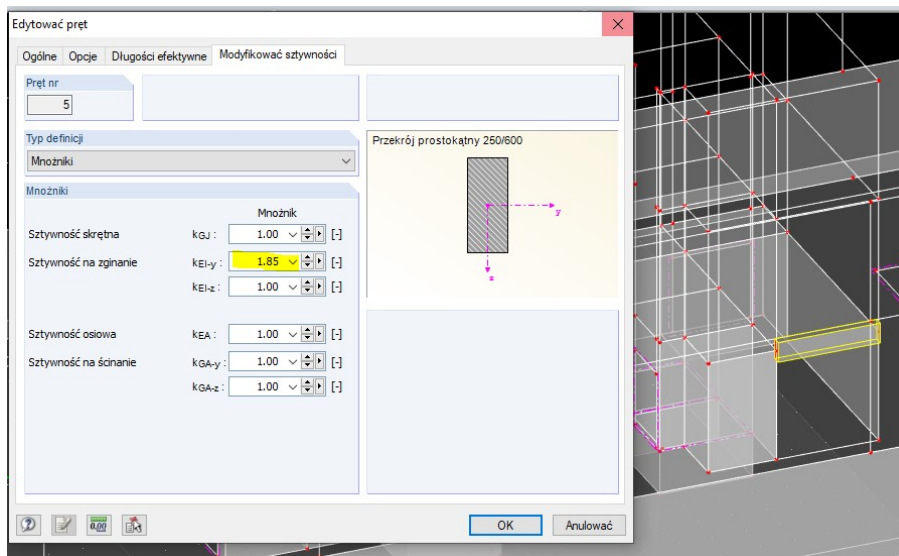 Edytować pręt
Ogólne Opcje Długości efektywne Modyfikować sztywności
Pręt nr
5
Typ definicji
Mnożniki
Przekrój prostokątny 250/600
y
z
Mnożniki
Mnożnik
Sztywność skrętna kGJ : 1.00 [-]
Sztywność na zginanie kEI-y : 1.85 [-]
kEI-z : 1.00 [-]
Sztywność osiowa kEA : 1.00 [-]
Sztywność na ścinanie kGA-y : 1.00 [-]
kGA-z : 1.00 [-]
0,00
OK Anulować